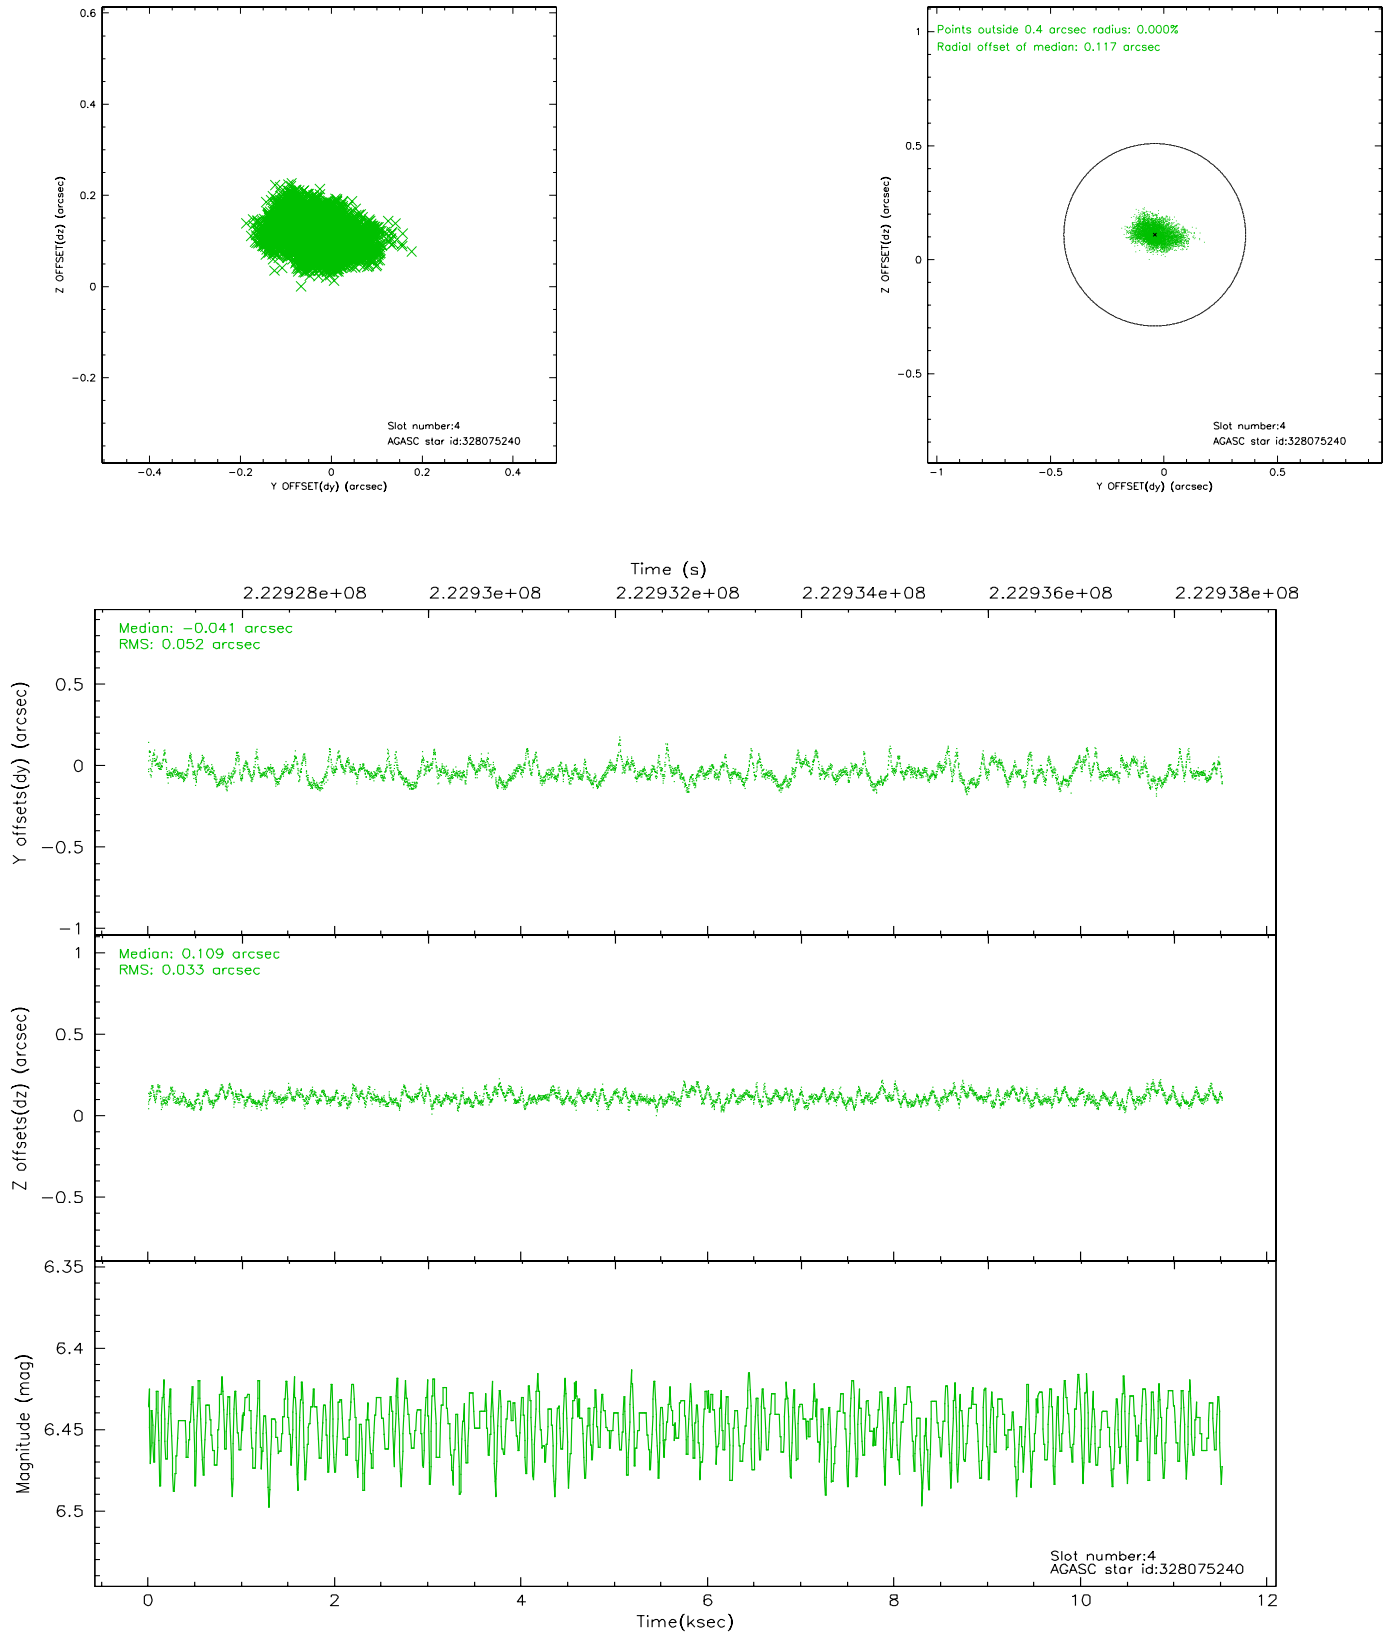 0.6
0.4
0.2
0
−0.2
Z OFFSET(dz) (arcsec)
−0.4
−0.2
0
0.2
0.4
Y OFFSET(dy) (arcsec)
Slot number:4
AGASC star id:328075240
Points outside 0.4 arcsec radius: 0.000%
Radial offset of median: 0.117 arcsec
1
0.5
0
−0.5
Z OFFSET(dz) (arcsec)
−1
−0.5
0
0.5
Y OFFSET(dy) (arcsec)
Slot number:4
AGASC star id:328075240
Time (s)
2.22928e+08
2.2293e+08
2.22932e+08
2.22934e+08
2.22936e+08
2.22938e+08
Median: −0.041 arcsec
RMS: 0.052 arcsec
0.5
0
−0.5
−1
Y offsets(dy) (arcsec)
Median: 0.109 arcsec
RMS: 0.033 arcsec
1
0.5
0
−0.5
Z offsets(dz) (arcsec)
6.35
6.4
6.45
6.5
Magnitude (mag)
Slot number:4
AGASC star id:328075240
0
2
4
6
8
10
12
Time(ksec)